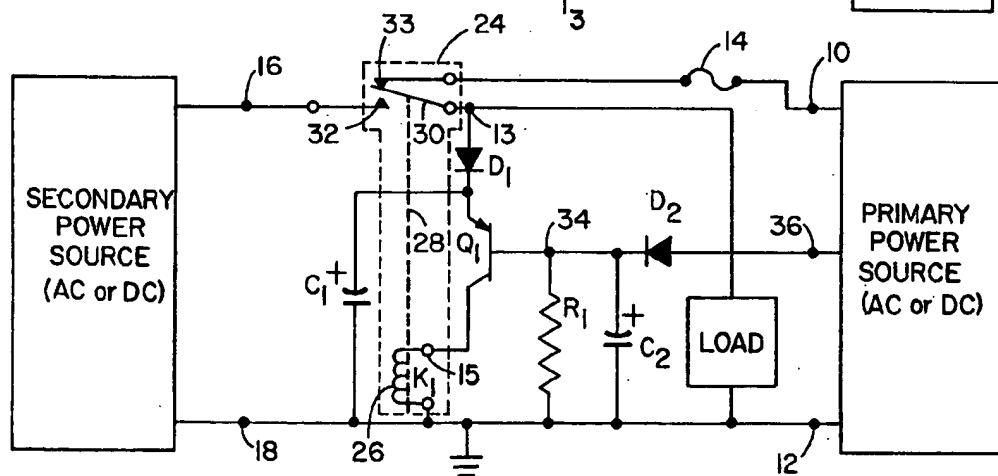 I3
33
24
14
10
16
32
30
13
D1
SECONDARY
POWER
SOURCE
(AC or DC)
28
Q1
34
D2
36
PRIMARY
POWER
SOURCE
(AC or DC)
C1
+
R1
+
C2
LOAD
K1
15
18
26
12